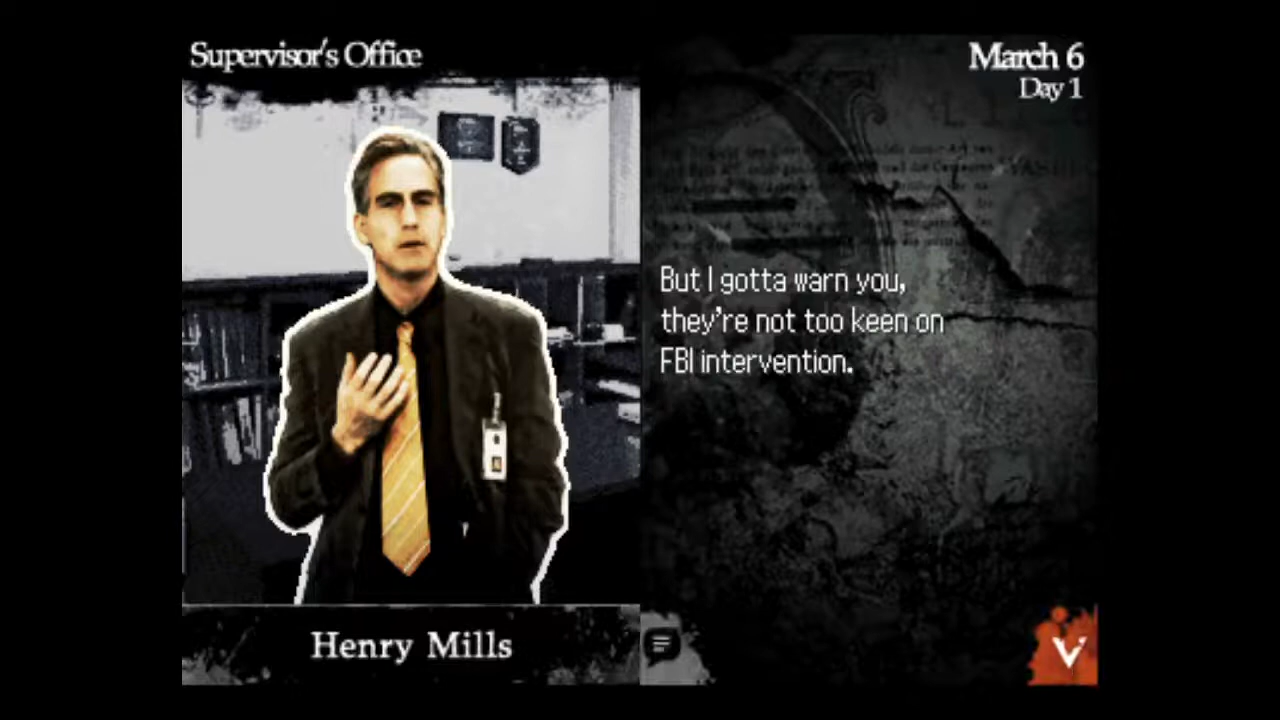 Supervisor's Office
March 6
Day 1
But I gotta warn you,
they're not too keen on
FBI intervention.
Henry Mills